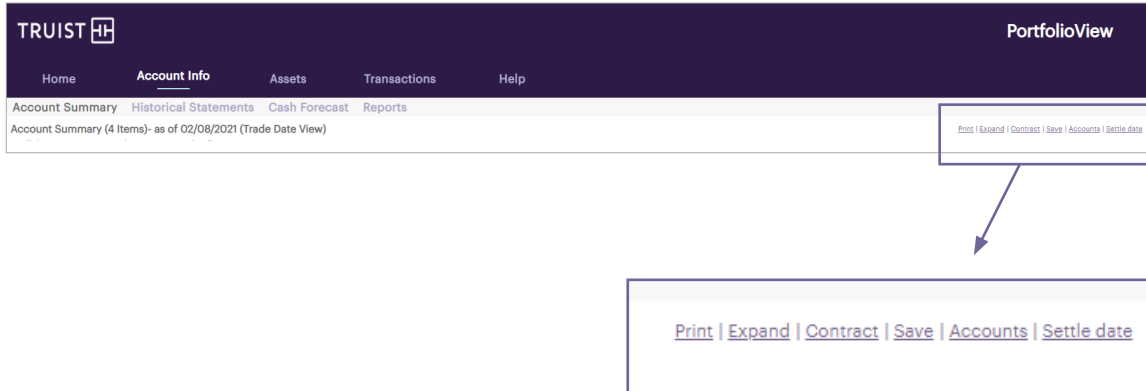 TRUIST
PortfolioView
Home Account Info Assets Transactions Help
Account Summary Historical Statements Cash Forecast Reports
Account Summary (4 Items)- as of 02/08/2021 (Trade Date View)
Print | Expand | Contract | Save | Accounts | Settle date
Print | Expand | Contract | Save | Accounts | Settle date